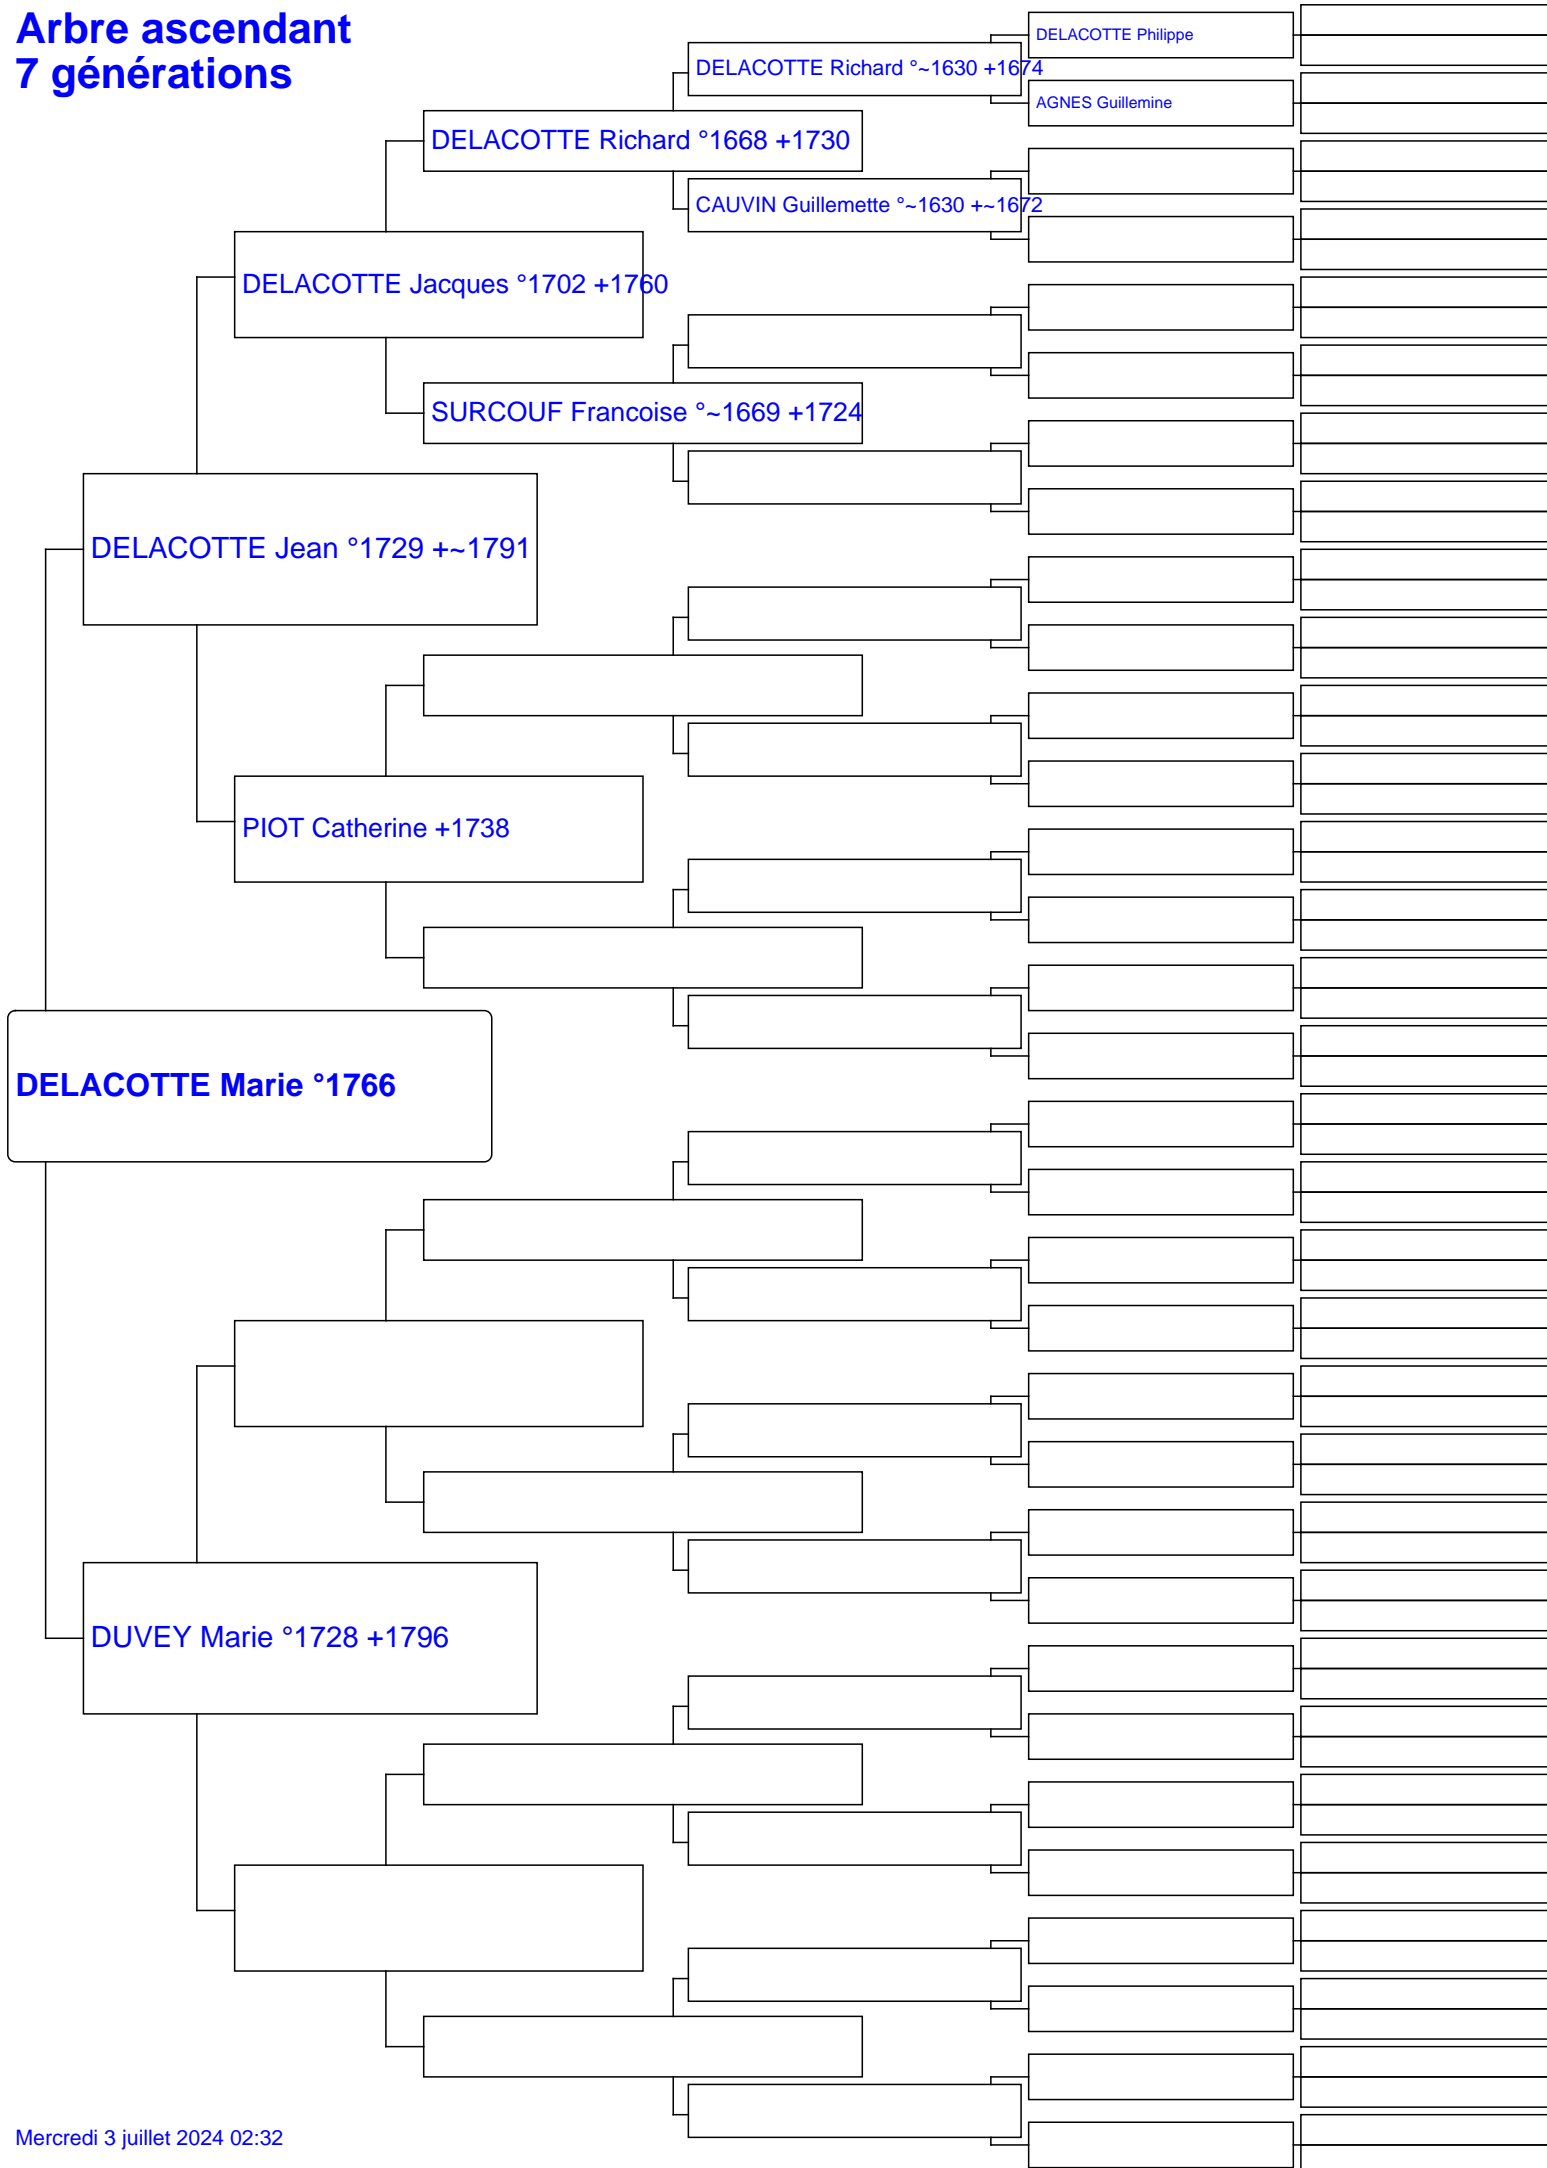 Arbre ascendant
7 générations
DELACOTTE Philippe
DELACOTTE Richard °~1630 +1674
AGNES Guillemine
DELACOTTE Richard °1668 +1730
CAUVIN Guillemette °~1630 +~1672
DELACOTTE Jacques °1702 +1760
SURCOUF Francoise °~1669 +1724
DELACOTTE Jean °1729 +~1791
PIOT Catherine +1738
DELACOTTE Marie °1766
DUVEY Marie °1728 +1796
Mercredi 3 juillet 2024 02:32